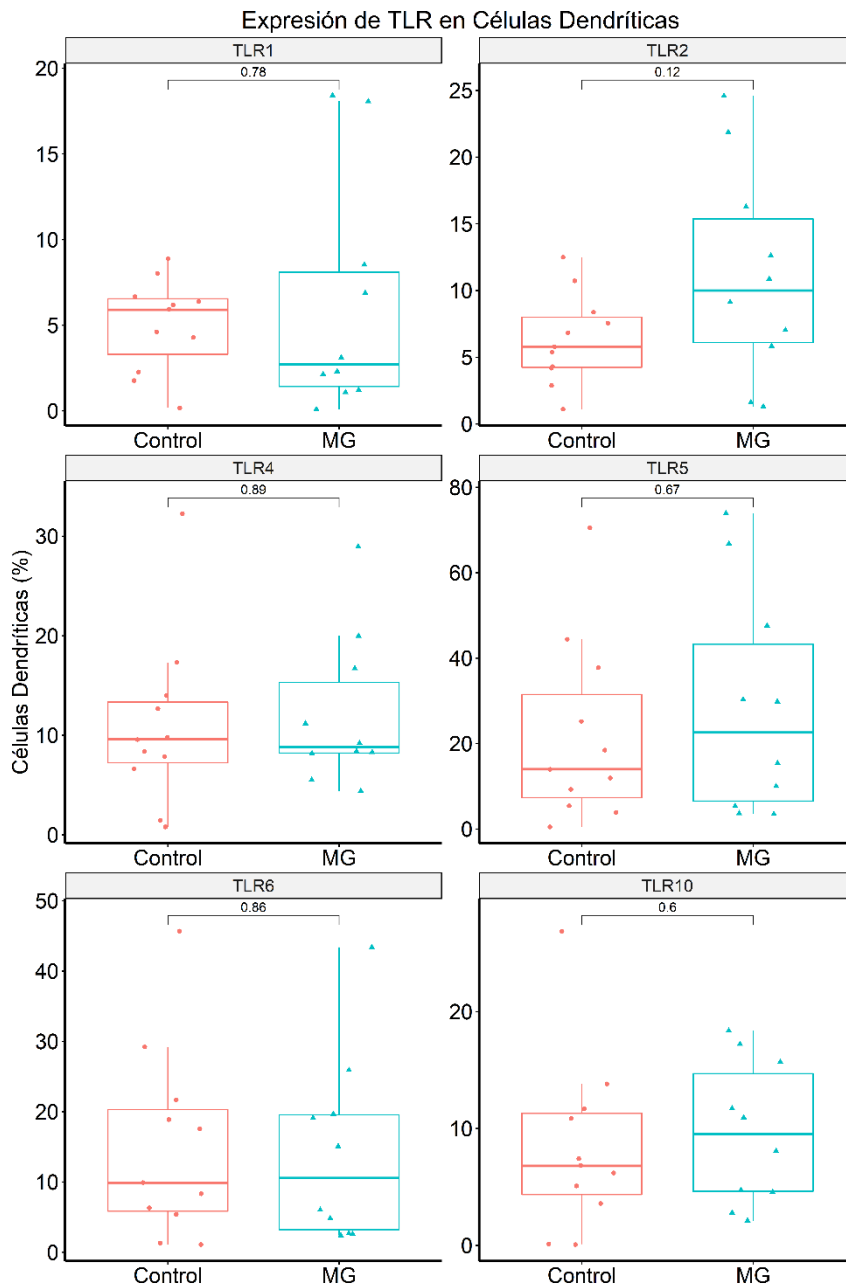 Expresión de TLR en Células Dendríticas
TLR1
TLR2
0.78
0.12
20
15
10
5
0
25
20
15
10
5
0
Control
MG
Control
MG
TLR4
TLR5
0.89
0.67
30
20
10
0
80
60
40
20
0
Células Dendríticas (%)
Control
MG
Control
MG
TLR6
TLR10
0.86
0.6
50
40
30
20
10
0
20
10
0
Control
MG
Control
MG